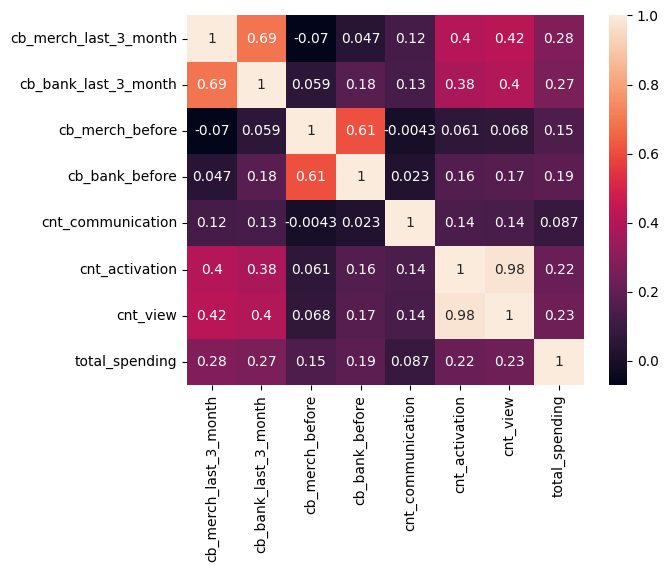 cb_merch_last_3_month 1 0.69 -0.07 0.047 0.12 0.4 0.42 0.28
cb_bank_last_3_month 0.69 1 0.059 0.18 0.13 0.38 0.4 0.27
cb_merch_before -0.07 0.059 1 0.61 -0.0043 0.061 0.068 0.15
cb_bank_before 0.047 0.18 0.61 1 0.023 0.16 0.17 0.19
cnt_communication 0.12 0.13 -0.0043 0.023 1 0.14 0.14 0.087
cnt_activation 0.4 0.38 0.061 0.16 0.14 1 0.98 0.22
cnt_view 0.42 0.4 0.068 0.17 0.14 0.98 1 0.23
total_spending 0.28 0.27 0.15 0.19 0.087 0.22 0.23 1
cb_merch_last_3_month
cb_bank_last_3_month
cb_merch_before
cb_bank_before
cnt_communication
cnt_activation
cnt_view
total_spending
1.0
0.8
0.6
0.4
0.2
0.0